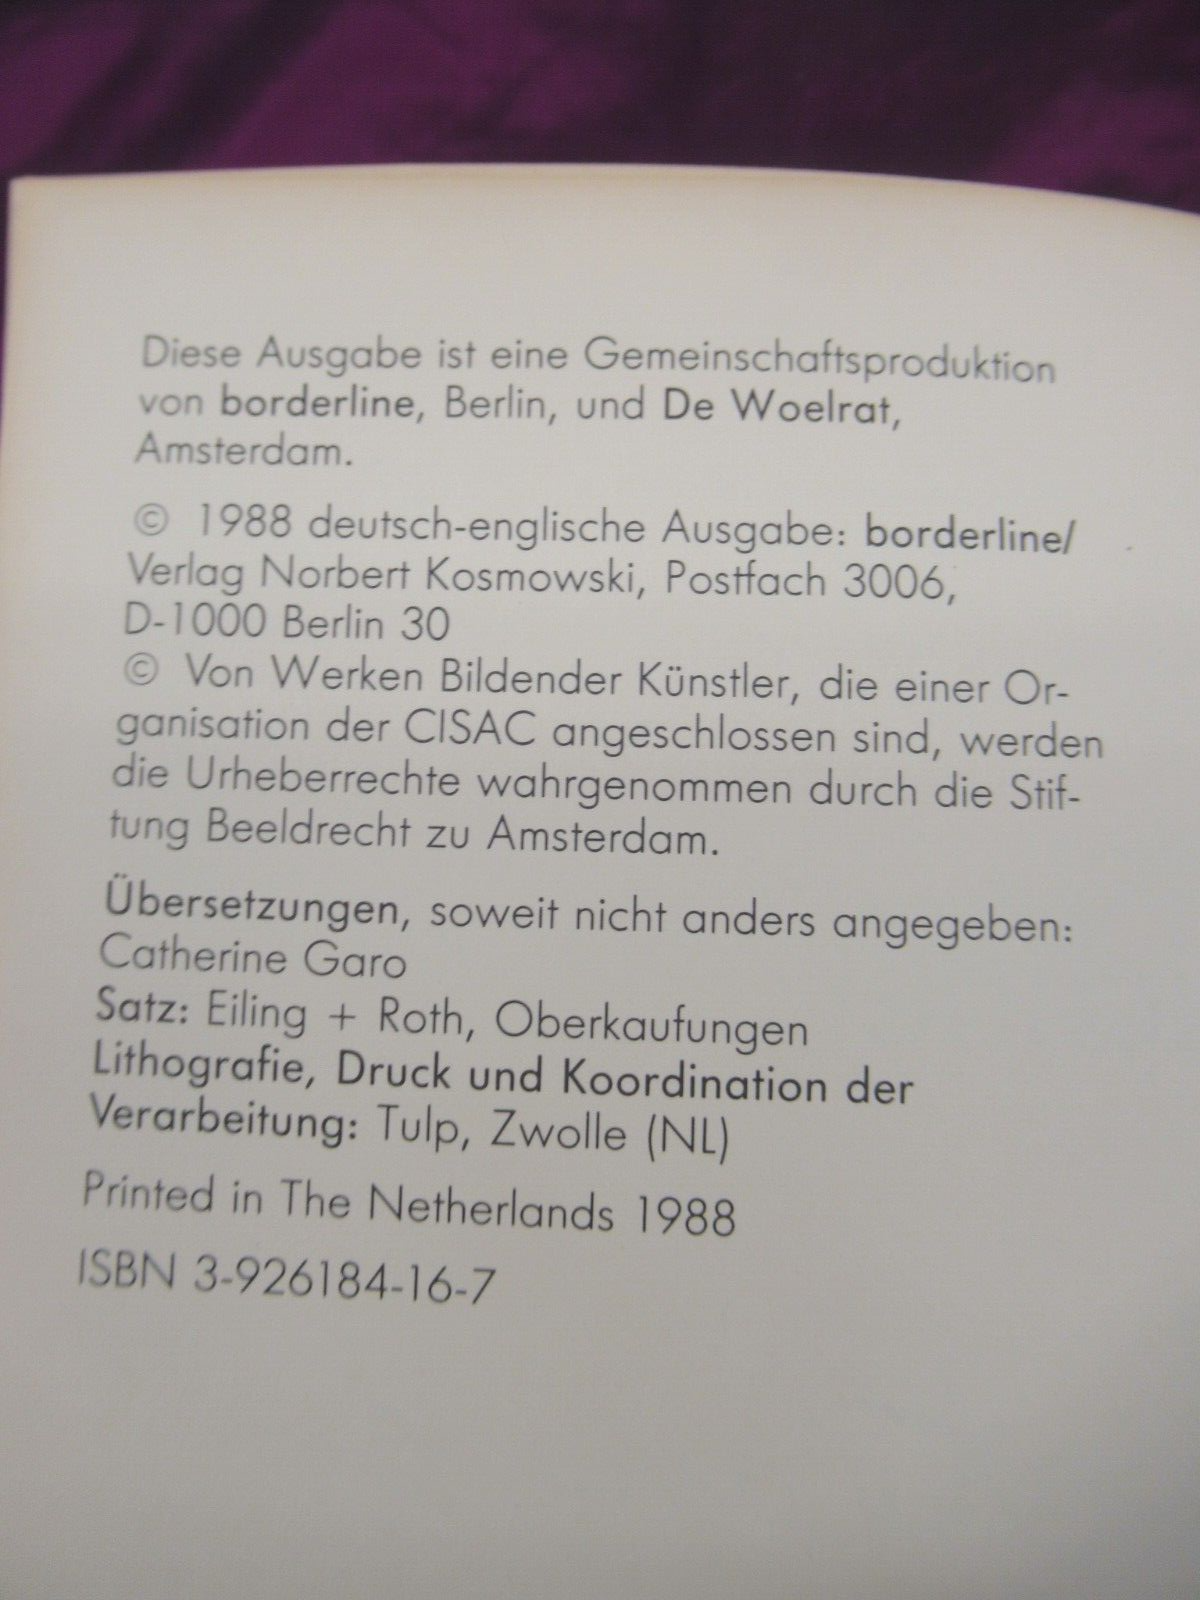 Diese Ausgabe ist eine Gemeinschaftsproduktion
von borderline, Berlin, und De Woelrat,
Amsterdam.
© 1988 deutsch-englische Ausgabe: borderline/
Verlag Norbert Kosmowski, Postfach 3006,
D-1000 Berlin 30
© Von Werken Bildender Künstler, die einer Or-
ganisation der CISAC angeschlossen sind, werden
die Urheberrechte wahrgenommen durch die Stif-
tung Beeldrecht zu Amsterdam.
Übersetzungen, soweit nicht anders angegeben:
Catherine Garo
Satz: Eiling + Roth, Oberkaufungen
Lithografie, Druck und Koordination der
Verarbeitung: Tulp, Zwolle (NL)
Printed in The Netherlands 1988
ISBN 3-926184-16-7